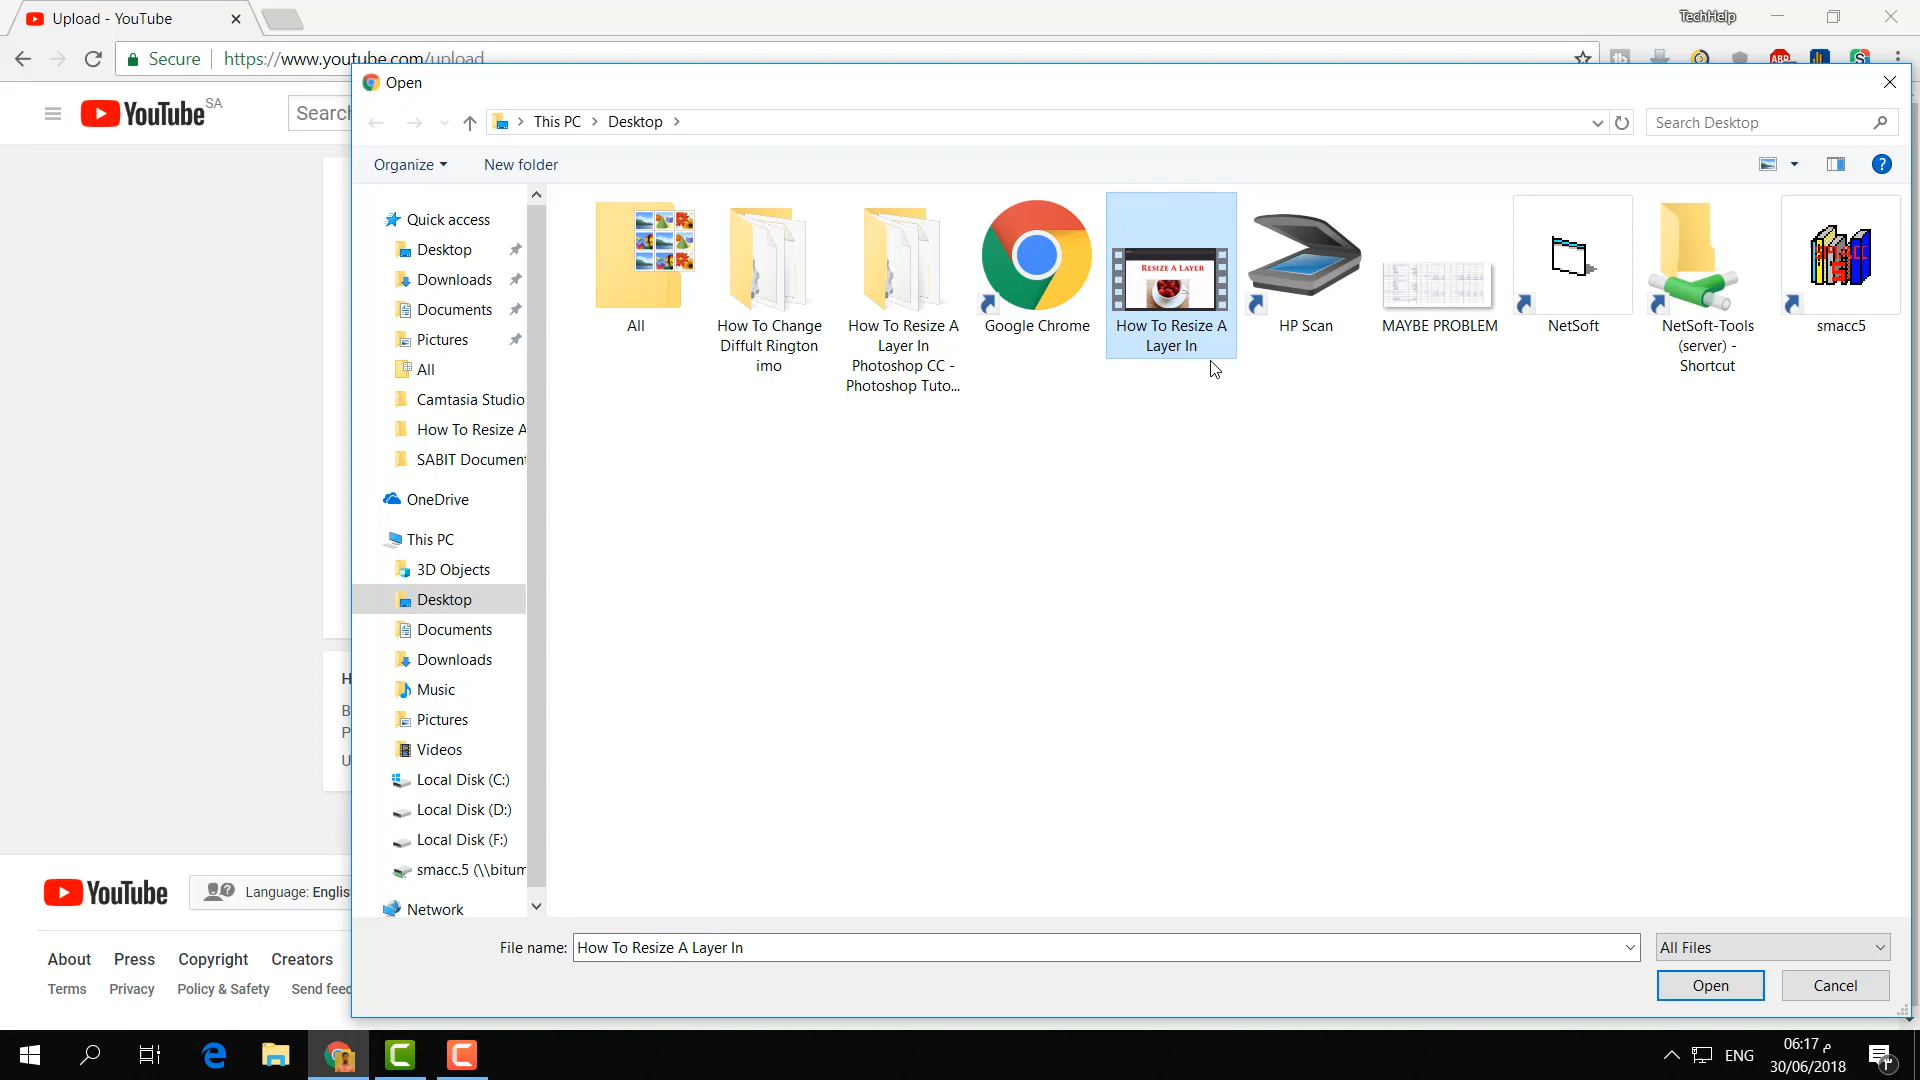 Upload - YouTube
TechHelp
Secure
https://www.youtube.com/upload
ABP
YouTube SA
Search
Open
This PC
Desktop
Search Desktop
Organize
New folder
Quick access
Desktop
Downloads
Documents
Pictures
All
Camtasia Studio
How To Resize A
SABIT Document
OneDrive
This PC
3D Objects
Desktop
Documents
Downloads
Music
Pictures
Videos
Local Disk (C:)
Local Disk (D:)
Local Disk (F:)
smacc.5 (\\bitum
Network
All
How To Change
Diffult Rington
imo
How To Resize A
Layer In
Photoshop CC -
Photoshop Tuto...
Google Chrome
RESIZE A LAYER
How To Resize A
Layer In
HP Scan
MAYBE PROBLEM
NetSoft
NetSoft-Tools
(server) -
Shortcut
smacc5
File name:
How To Resize A Layer In
All Files
Open
Cancel
H
B
P
U
YouTube
Language: Englis
About
Press
Copyright
Creators
Terms
Privacy
Policy & Safety
Send feed
ENG
06:17 م
30/06/2018
٣